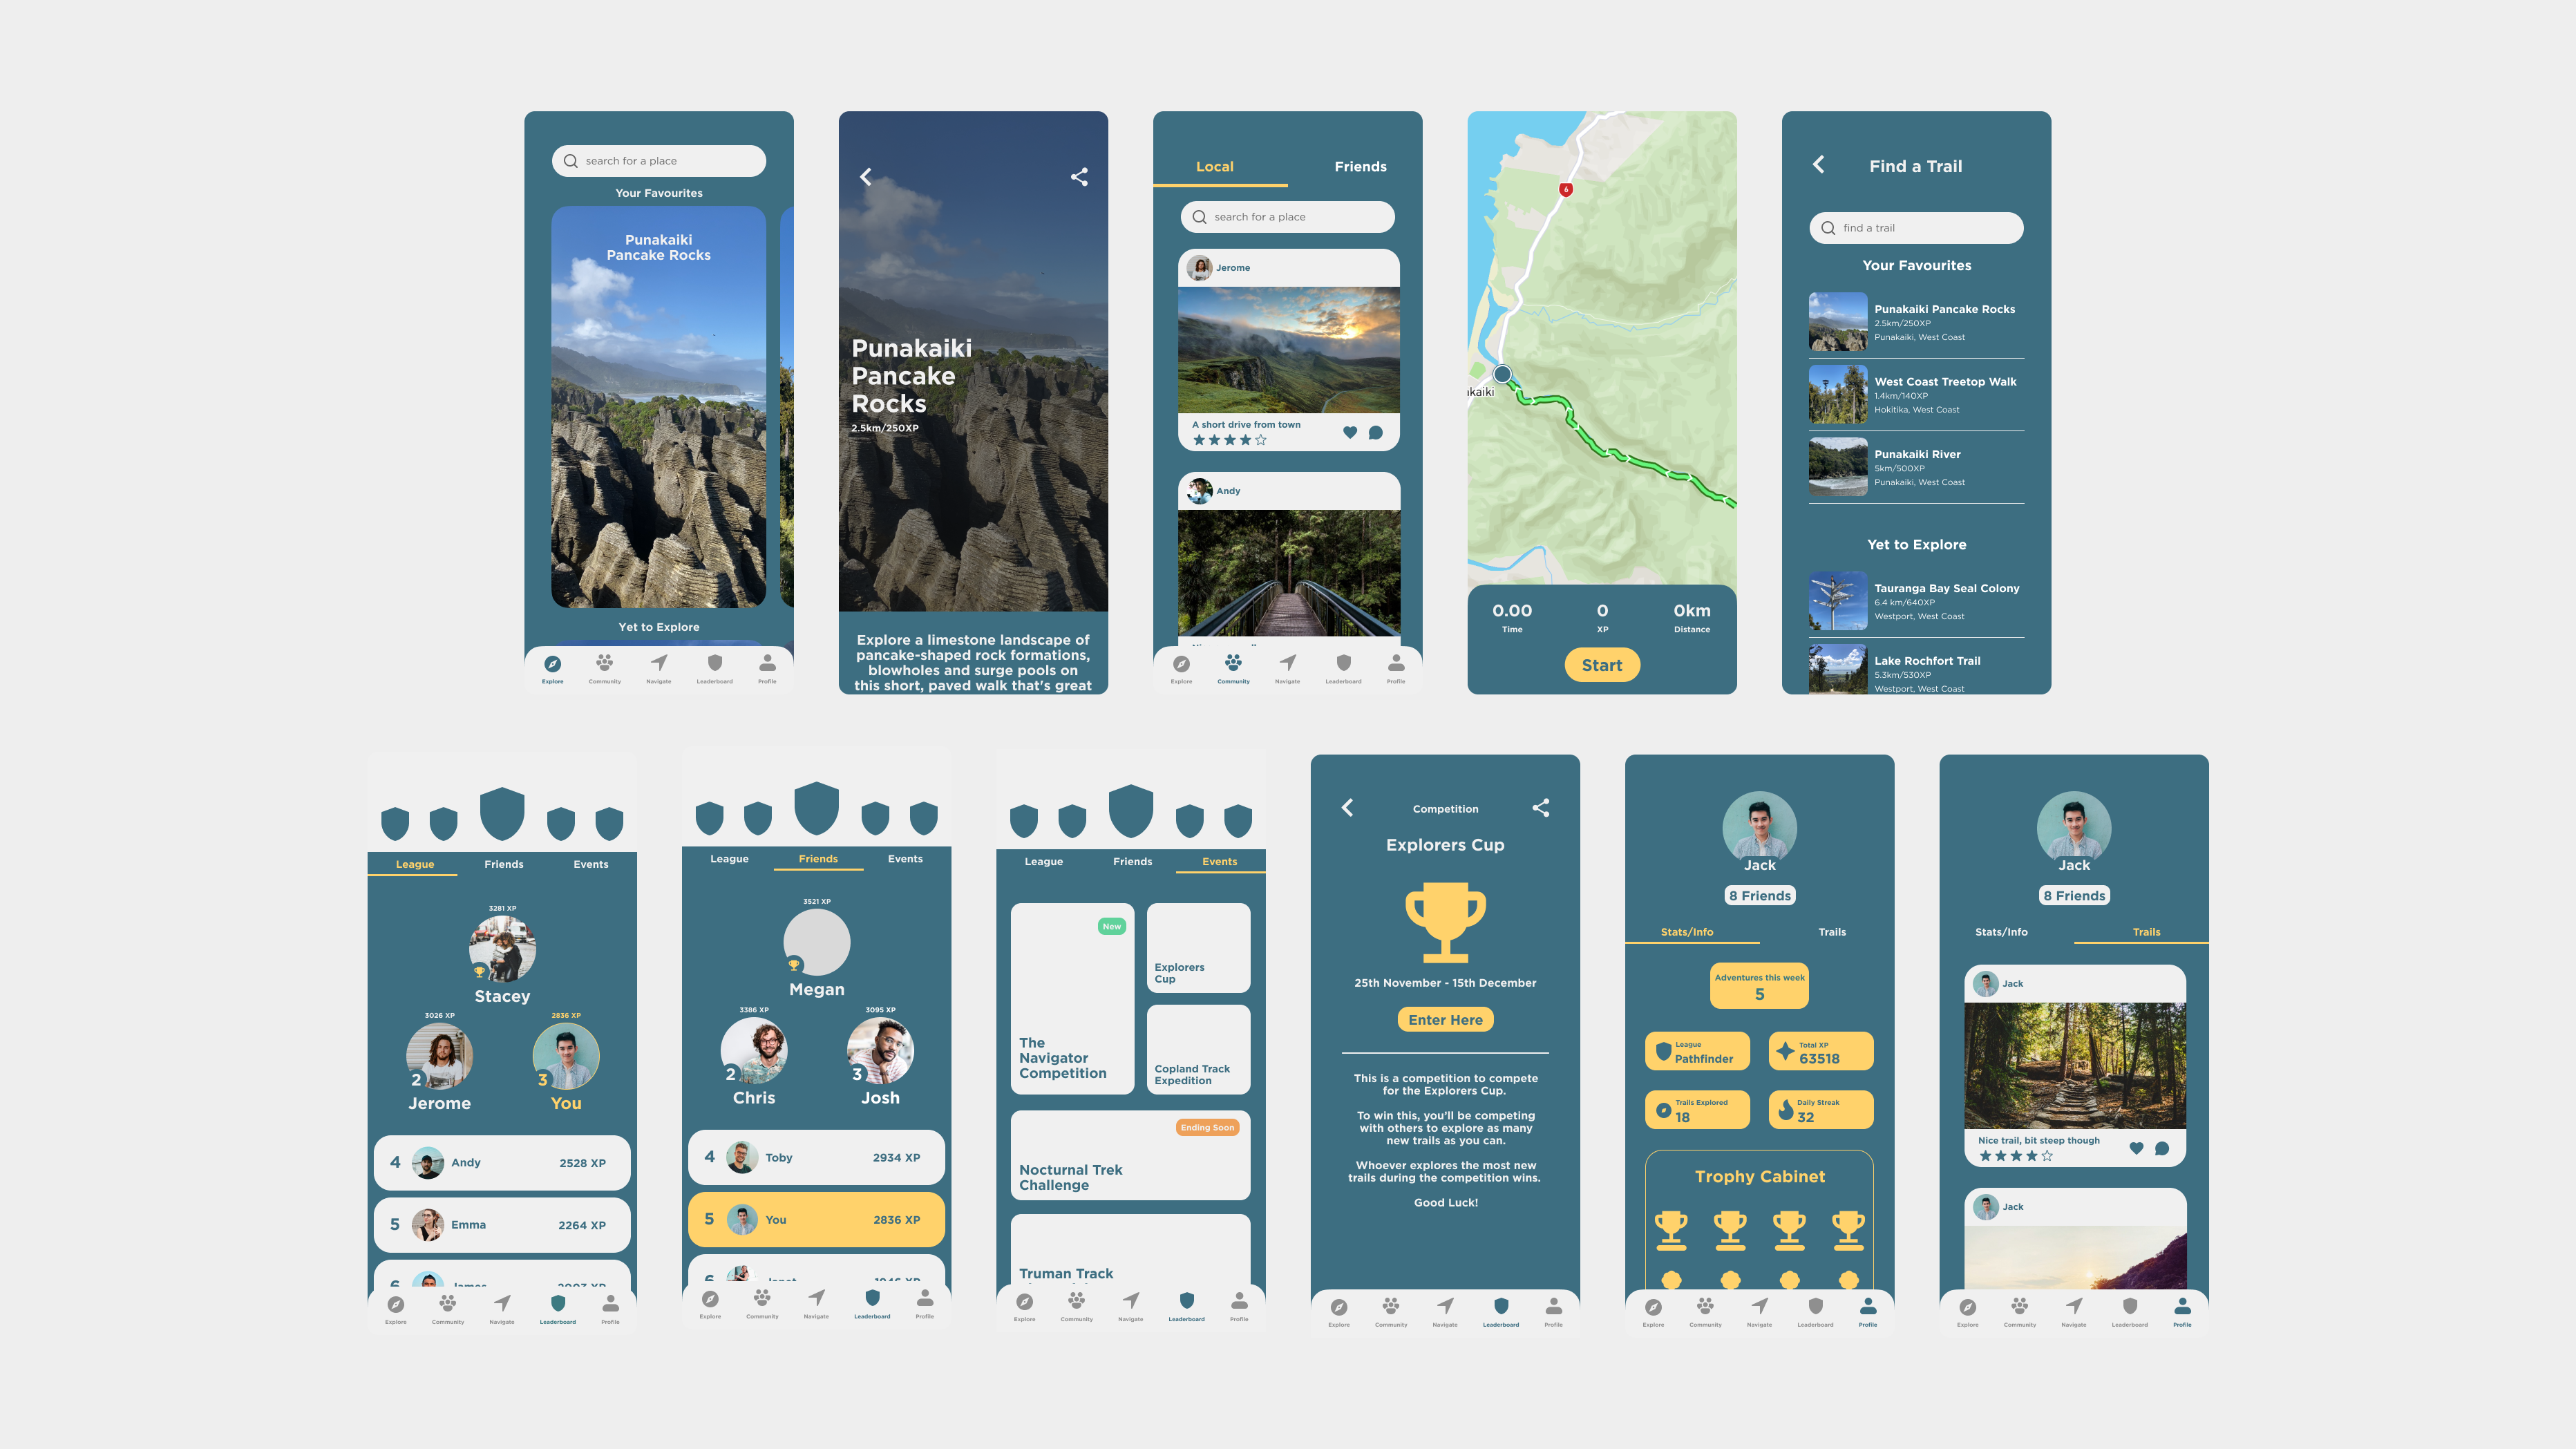 search for a place
Your Favourites
Punakaiki
Pancake Rocks
Yet to Explore
Explore
Community
Navigate
Leaderboard
Profile
Punakaiki
Pancake
Rocks
2.5km/250XP
Explore a limestone landscape of
pancake-shaped rock formations,
blowholes and surge pools on
this short, paved walk that's great
Local
Friends
search for a place
Jerome
A short drive from town
Andy
Explore
Community
Navigate
Leaderboard
Profile
6
ıkaiki
0.00
Time
0
XP
0km
Distance
Start
Find a Trail
find a trail
Your Favourites
Punakaiki Pancake Rocks
2.5km/250XP
Punakaiki, West Coast
West Coast Treetop Walk
1.4km/140XP
Hokitika, West Coast
Punakaiki River
5km/500XP
Punakaiki, West Coast
Yet to Explore
Tauranga Bay Seal Colony
6.4 km/640XP
Westport, West Coast
Lake Rochfort Trail
5.3km/530XP
Westport, West Coast
League
Friends
Events
3281 XP
Stacey
3026 XP
2836 XP
2
3
Jerome
You
4
Andy
2528 XP
5
Emma
2264 XP
6
James
Explore
Community
Navigate
Leaderboard
Profile
League
Friends
Events
3521 XP
Megan
3386 XP
3095 XP
2
3
Chris
Josh
4
Toby
2934 XP
5
You
2836 XP
6
Explore
Community
Navigate
Leaderboard
Profile
League
Friends
Events
New
The
Navigator
Competition
Explorers
Cup
Copland Track
Expedition
Ending Soon
Nocturnal Trek
Challenge
Truman Track
Explore
Community
Navigate
Leaderboard
Profile
Competition
Explorers Cup
25th November - 15th December
Enter Here
This is a competition to compete
for the Explorers Cup.
To win this, you'll be competing
with others to explore as many
new trails as you can.
Whoever explores the most new
trails during the competition wins.
Good Luck!
Explore
Community
Navigate
Leaderboard
Profile
Jack
8 Friends
Stats/Info
Trails
Adventures this week
5
League
Pathfinder
Total XP
63518
Trails Explored
18
Daily Streak
32
Trophy Cabinet
Explore
Community
Navigate
Leaderboard
Profile
Jack
8 Friends
Stats/Info
Trails
Jack
Nice trail, bit steep though
Jack
Explore
Community
Navigate
Leaderboard
Profile